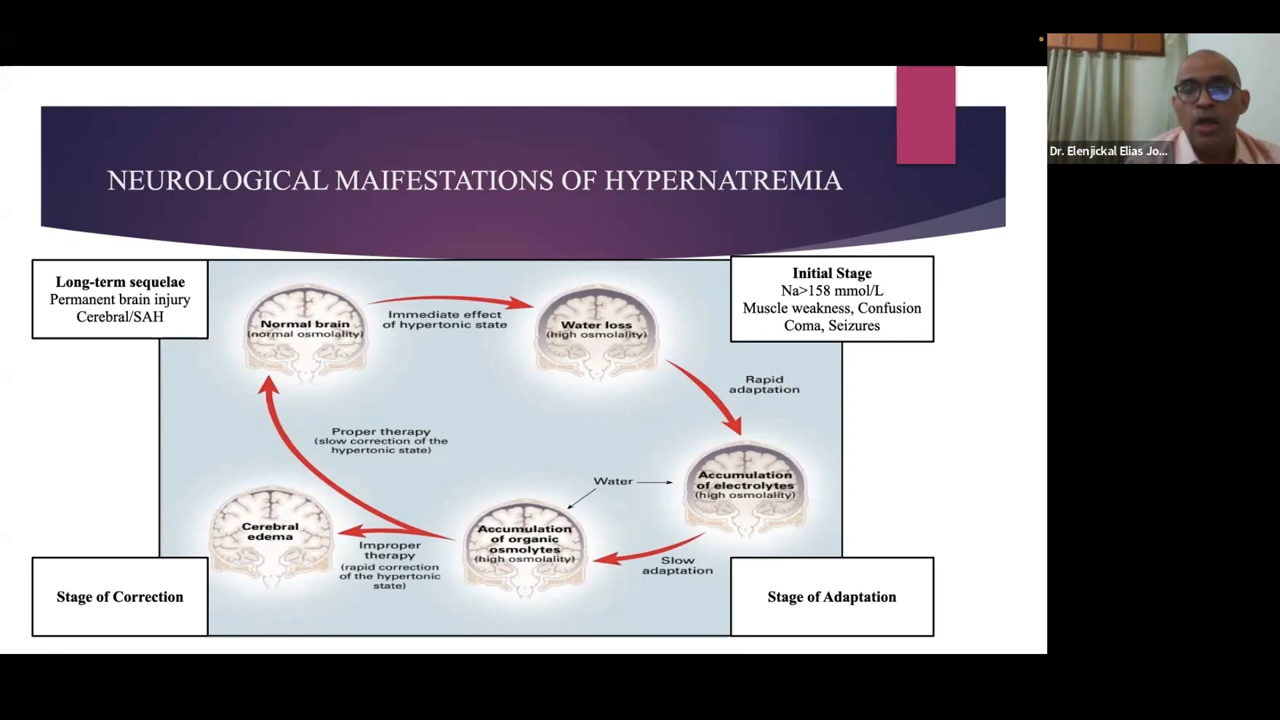 NEUROLOGICAL MAIFESTATIONS OF HYPERNATREMIA
Dr. Elenjickal Elias Jo...
Long-term sequelae
Permanent brain injury
Cerebral/SAH
Initial Stage
Na>158 mmol/L
Muscle weakness, Confusion
Coma, Seizures
Normal brain
(normal osmolality)
Immediate effect
of hypertonic state
Water loss
(high osmolality)
Rapid
adaptation
Accumulation
of electrolytes
(high osmolality)
Water
Slow
adaptation
Accumulation
of organic
osmolytes
(high osmolality)
Proper therapy
(slow correction of the
hypertonic state)
Improper
therapy
(rapid correction
of the hypertonic
state)
Cerebral
edema
Stage of Correction
Stage of Adaptation